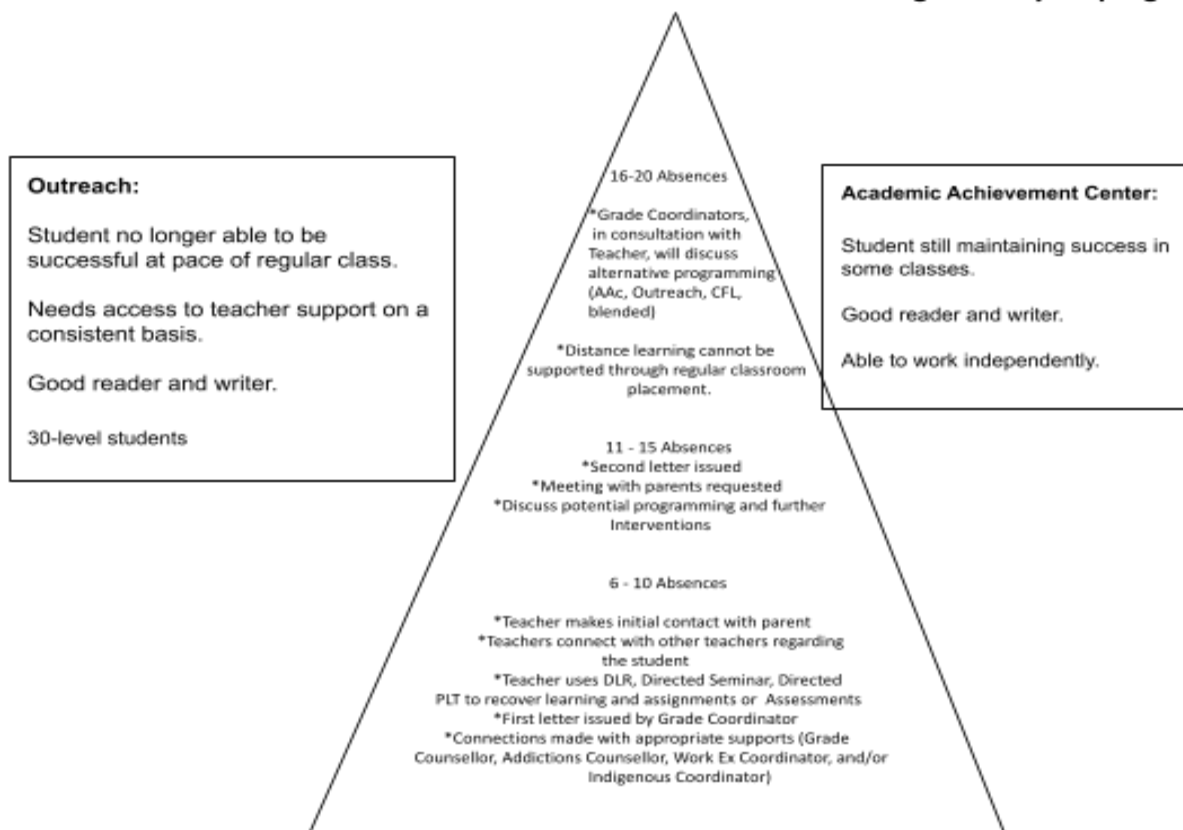 Outreach:
Student no longer able to be
successful at pace of regular class.
Needs access to teacher support on a
consistent basis.
Good reader and writer.
30-level students
16-20 Absences
*Grade Coordinators,
in consultation with
Teacher, will discuss
alternative programming
(AAc, Outreach, CFL,
blended)
*Distance learning cannot be
supported through regular classroom
placement.
11 - 15 Absences
*Second letter issued
*Meeting with parents requested
*Discuss potential programming and further
Interventions
6 - 10 Absences
*Teacher makes initial contact with parent
*Teachers connect with other teachers regarding
the student
*Teacher uses DLR, Directed Seminar, Directed
PLT to recover learning and assignments or Assessments
*First letter issued by Grade Coordinator
*Connections made with appropriate supports (Grade
Counsellor, Addictions Counsellor, Work Ex Coordinator, and/or
Indigenous Coordinator)
Academic Achievement Center:
Student still maintaining success in
some classes.
Good reader and writer.
Able to work independently.